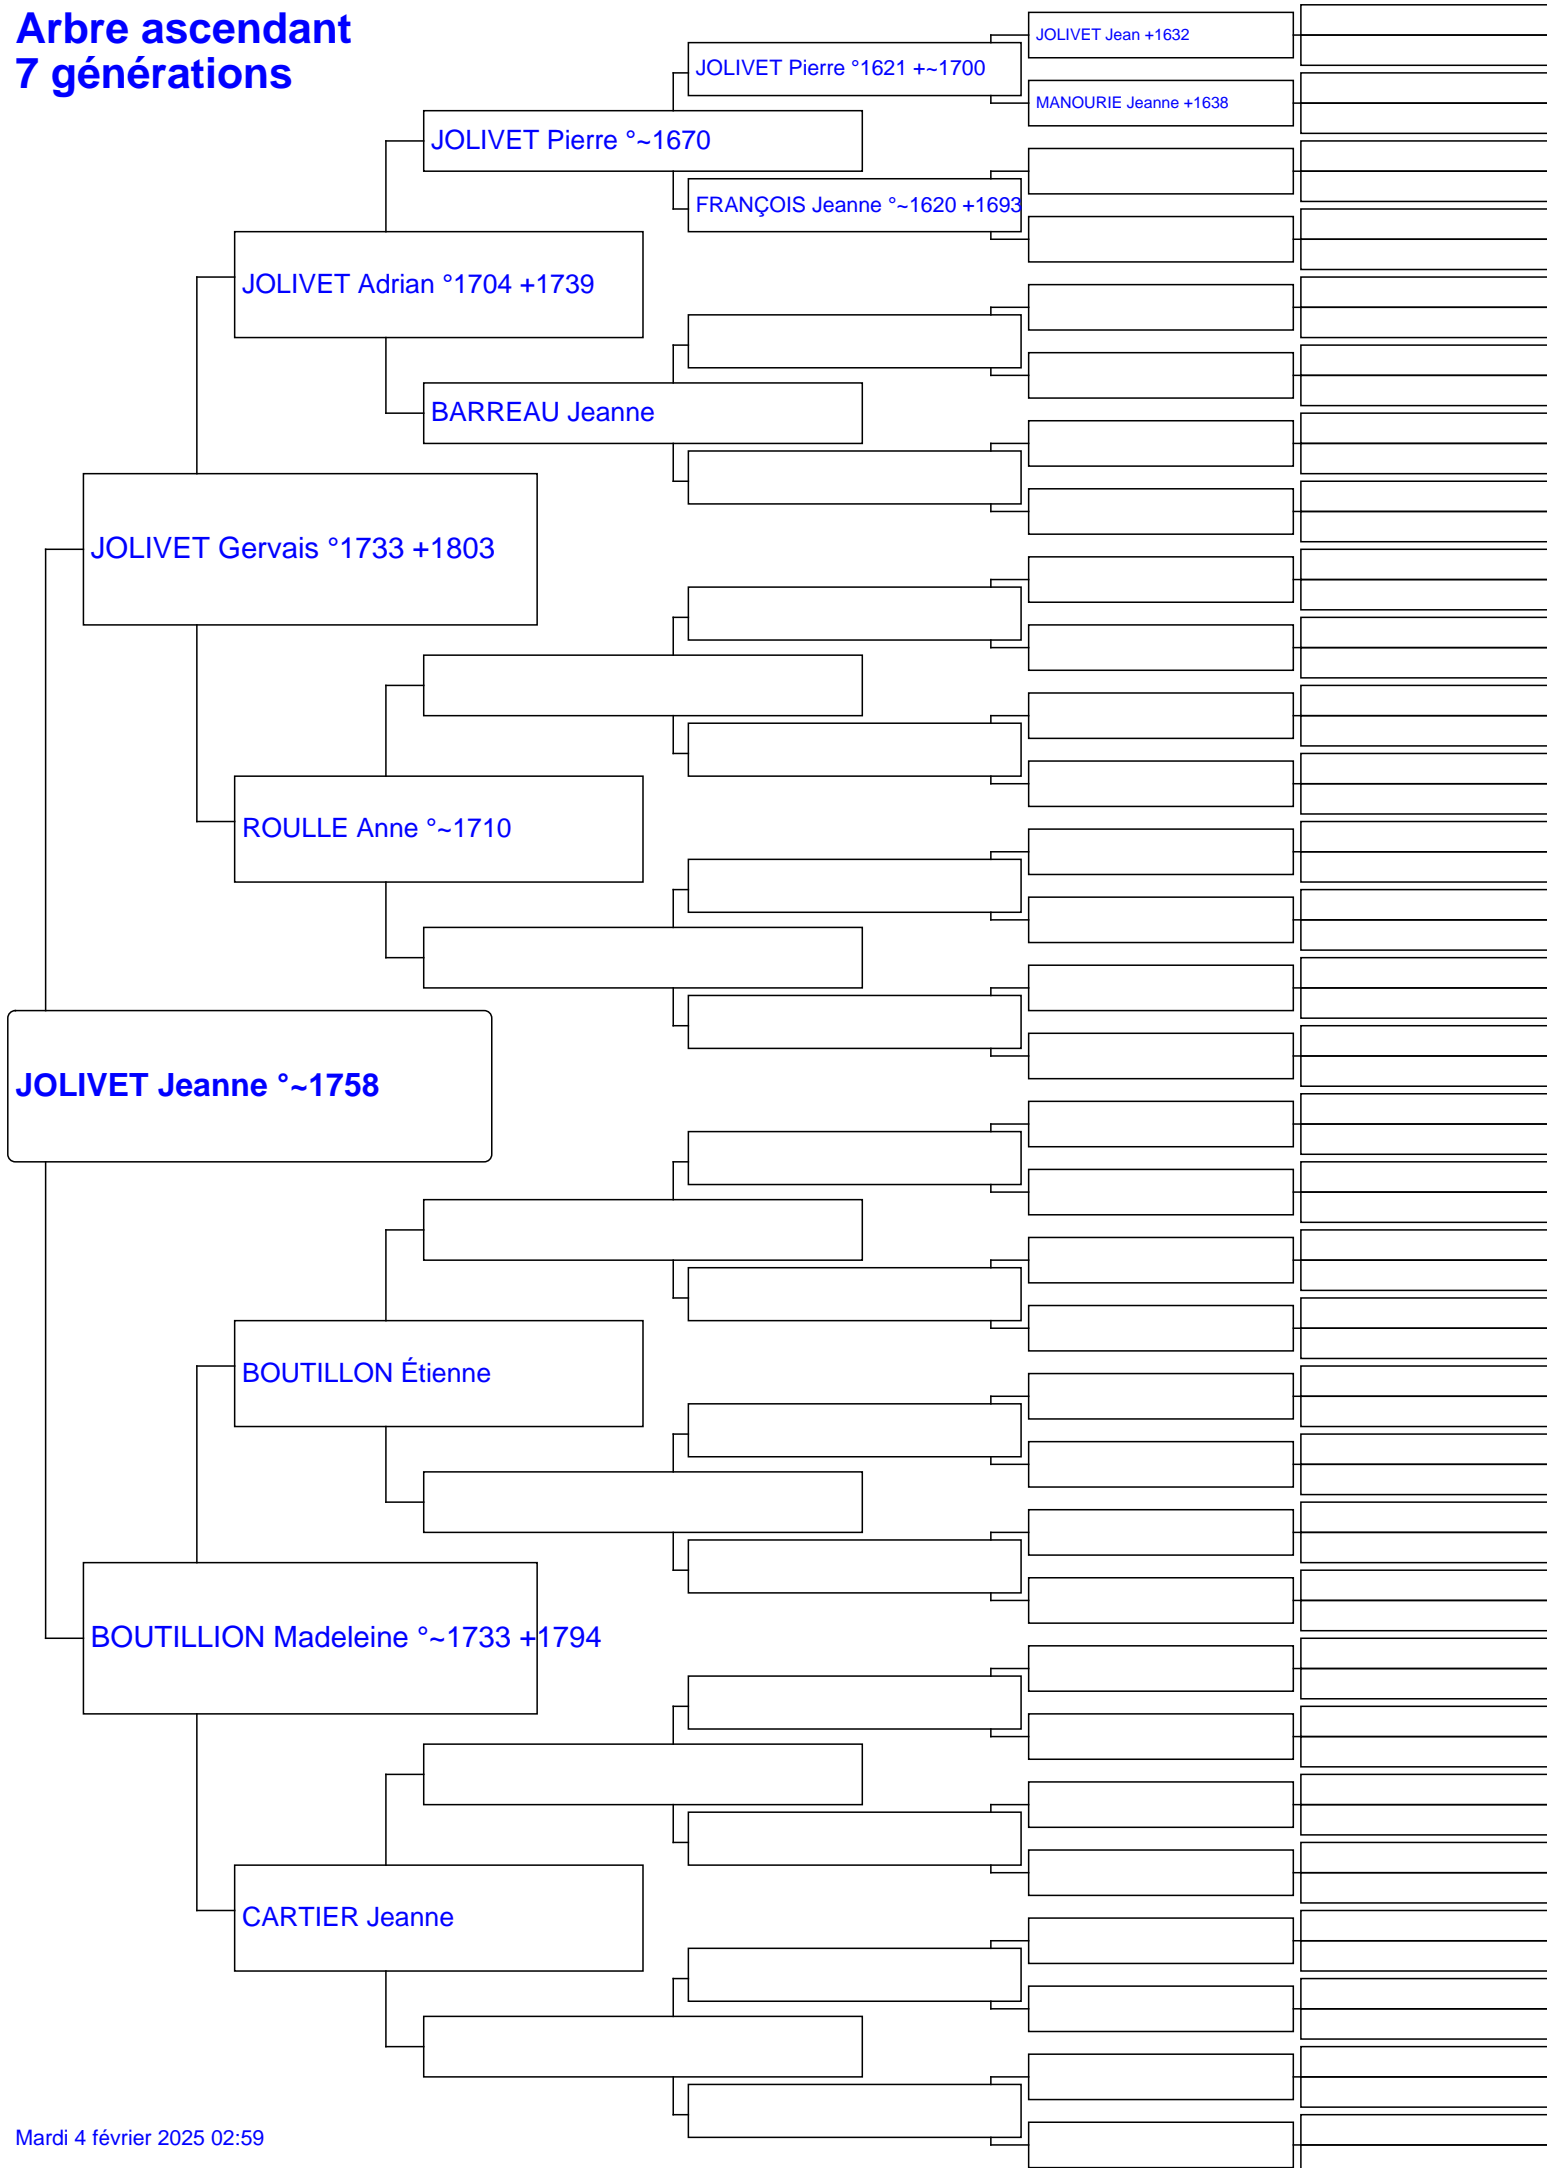 Arbre ascendant
7 générations
JOLIVET Jean +1632
JOLIVET Pierre °1621 +~1700
MANOURIE Jeanne +1638
JOLIVET Pierre °~1670
FRANÇOIS Jeanne °~1620 +1693
JOLIVET Adrian °1704 +1739
BARREAU Jeanne
JOLIVET Gervais °1733 +1803
ROULLE Anne °~1710
JOLIVET Jeanne °~1758
BOUTILLON Étienne
BOUTILLION Madeleine °~1733 +1794
CARTIER Jeanne
Mardi 4 février 2025 02:59